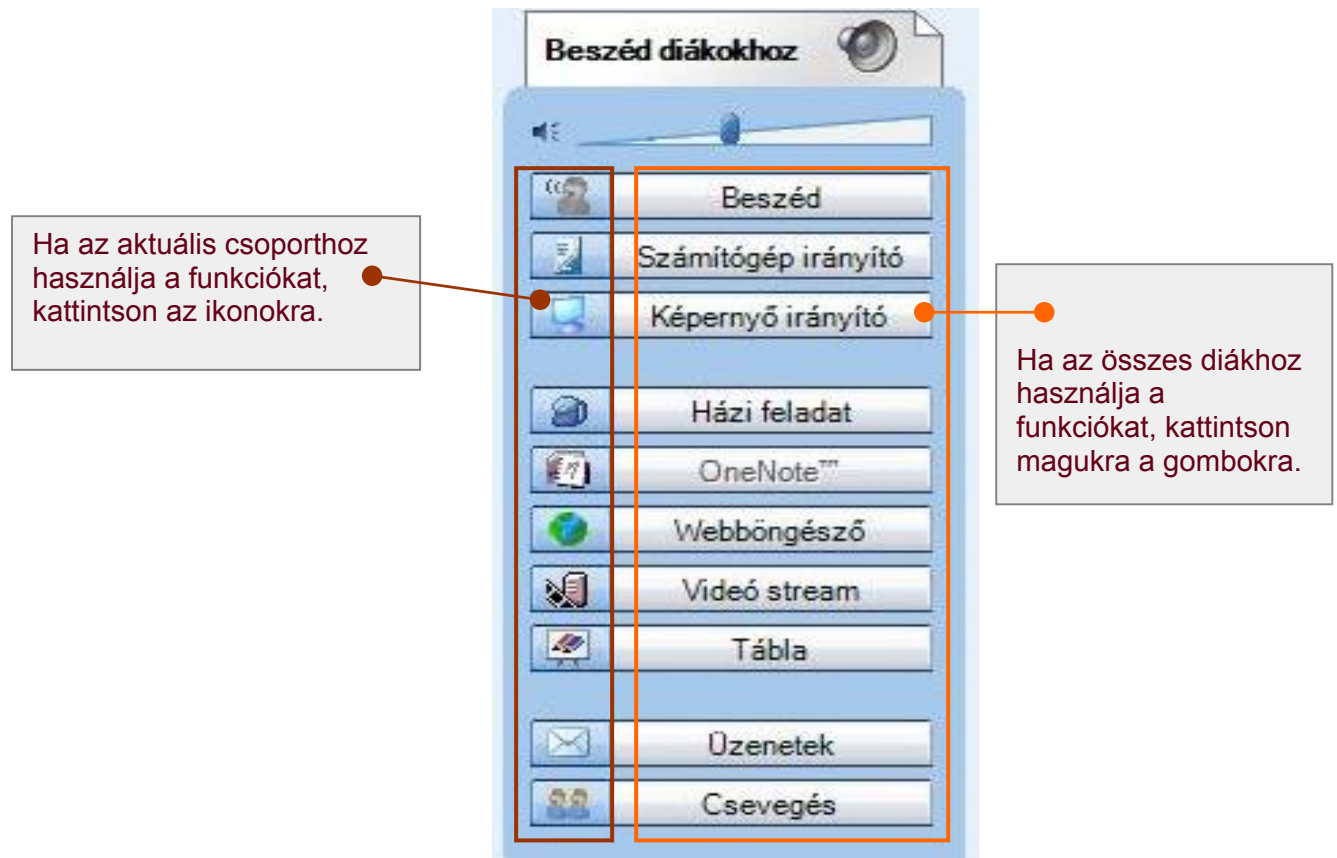 Beszéd diákokhoz
Beszéd
Számítógép irányító
Képernyő irányító
Házi feladat
OneNote™
Webböngésző
Videó stream
Tábla
Üzenetek
Csevegés
Ha az aktuális csoporthoz
használja a funkciókat,
kattintson az ikonokra.
Ha az összes diákhoz
használja a
funkciókat, kattintson
magukra a gombokra.